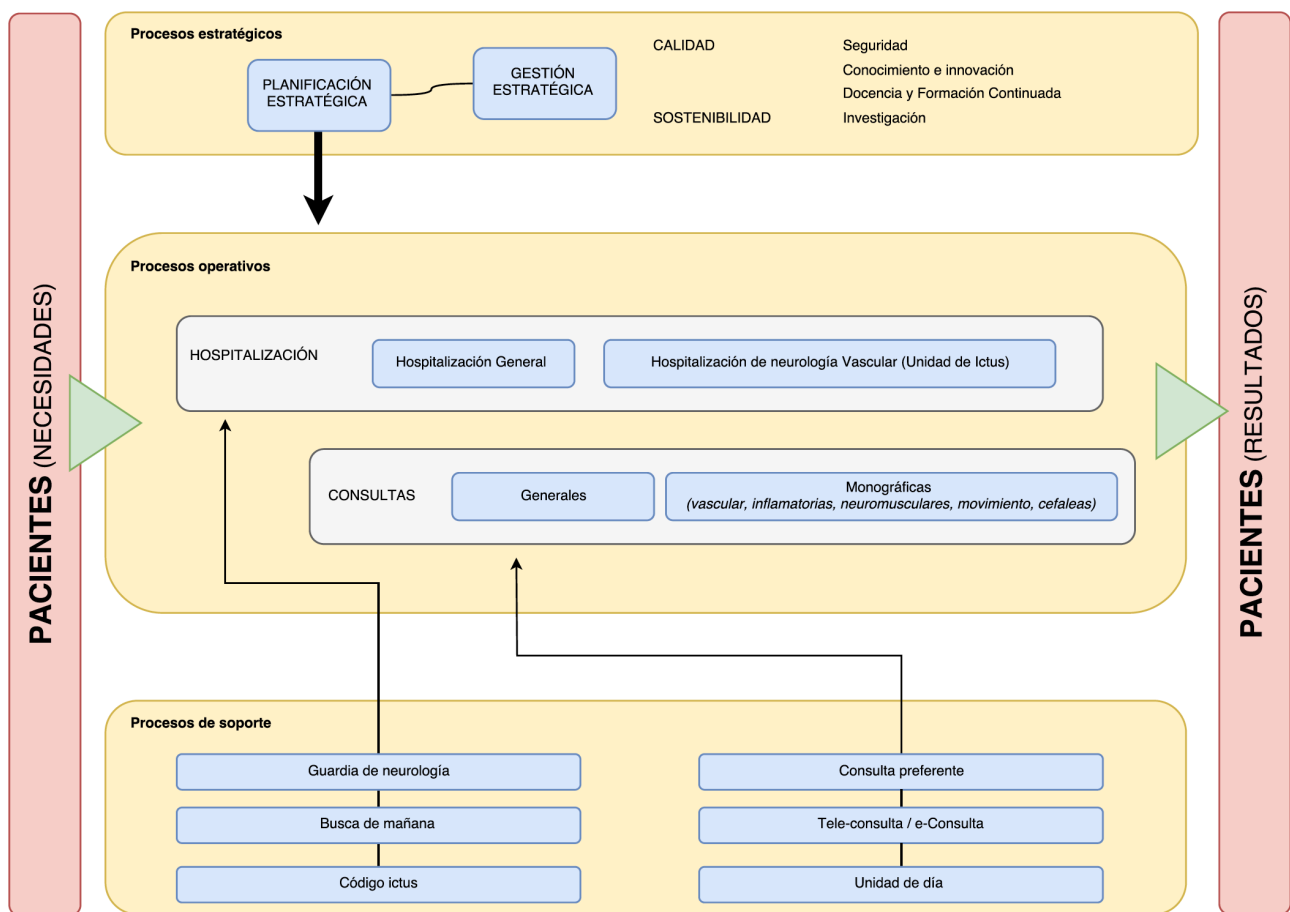 PACIENTES (NECESIDADES)
Procesos estratégicos
PLANIFICACIÓN
ESTRATÉGICA
GESTIÓN
ESTRATÉGICA
CALIDAD
Seguridad
Conocimiento e innovación
Docencia y Formación Continuada
SOSTENIBILIDAD
Investigación
Procesos operativos
HOSPITALIZACIÓN
Hospitalización General
Hospitalización de neurología Vascular (Unidad de Ictus)
CONSULTAS
Generales
Monográficas
(vascular, inflamatorias, neuromusculares, movimiento, cefaleas)
Procesos de soporte
Guardia de neurología
Busca de mañana
Código ictus
Consulta preferente
Tele-consulta / e-Consulta
Unidad de día
PACIENTES (RESULTADOS)